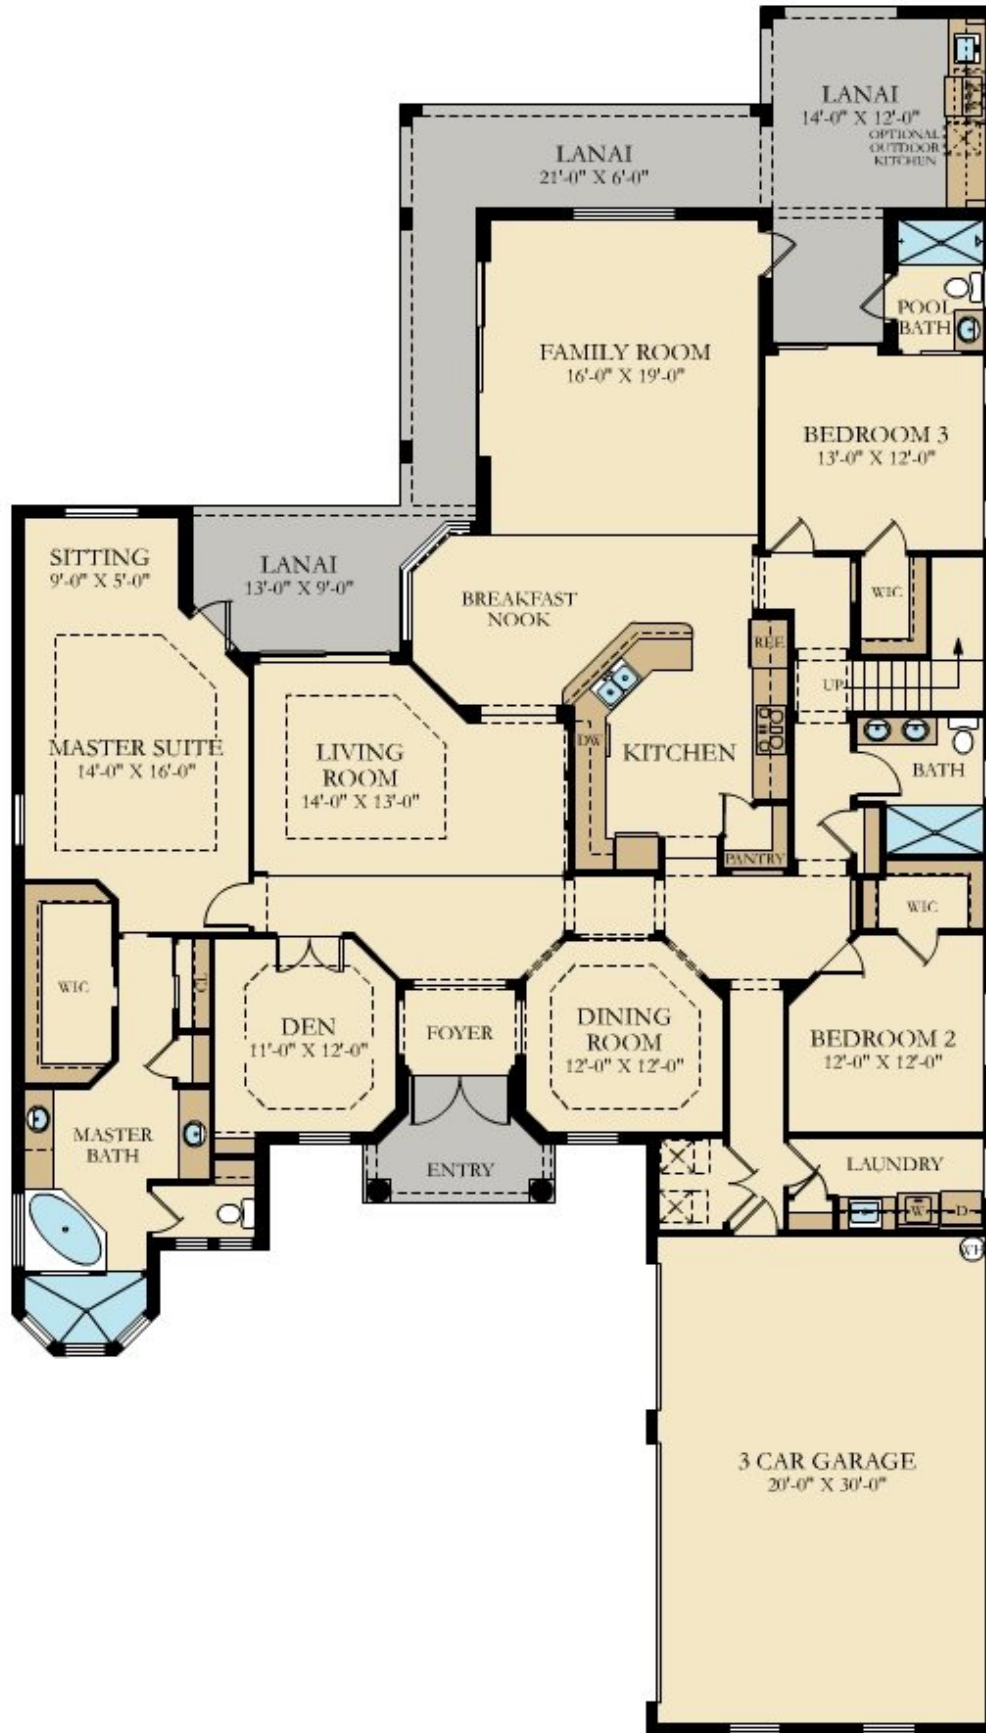 LANAI
14'-0" X 12'-0"
OPTIONAL
OUTDOOR
KITCHEN
LANAI
21'-0" X 6'-0"
POOL
BATH
FAMILY ROOM
16'-0" X 19'-0"
BEDROOM 3
13'-0" X 12'-0"
SITTING
9'-0" X 5'-0"
LANAI
13'-0" X 9'-0"
BREAKFAST
NOOK
WIC
REF.
UP
MASTER SUITE
14'-0" X 16'-0"
LIVING
ROOM
14'-0" X 13'-0"
DW
KITCHEN
BATH
PANTRY
WIC
WIC
CL
DEN
11'-0" X 12'-0"
FOYER
DINING
ROOM
12'-0" X 12'-0"
BEDROOM 2
12'-0" X 12'-0"
MASTER
BATH
ENTRY
LAUNDRY
W
D
WH
3 CAR GARAGE
20'-0" X 30'-0"